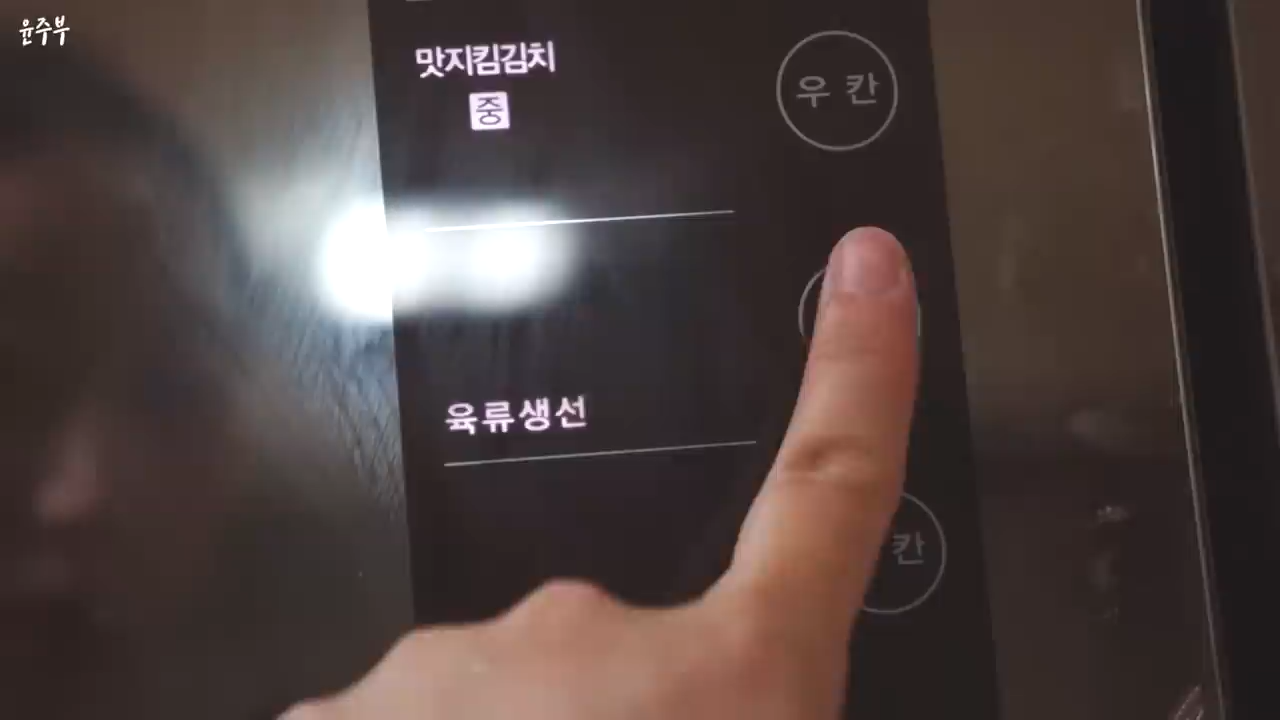 윤주부
맛지킴김치
우 칸
중
육류생선
칸